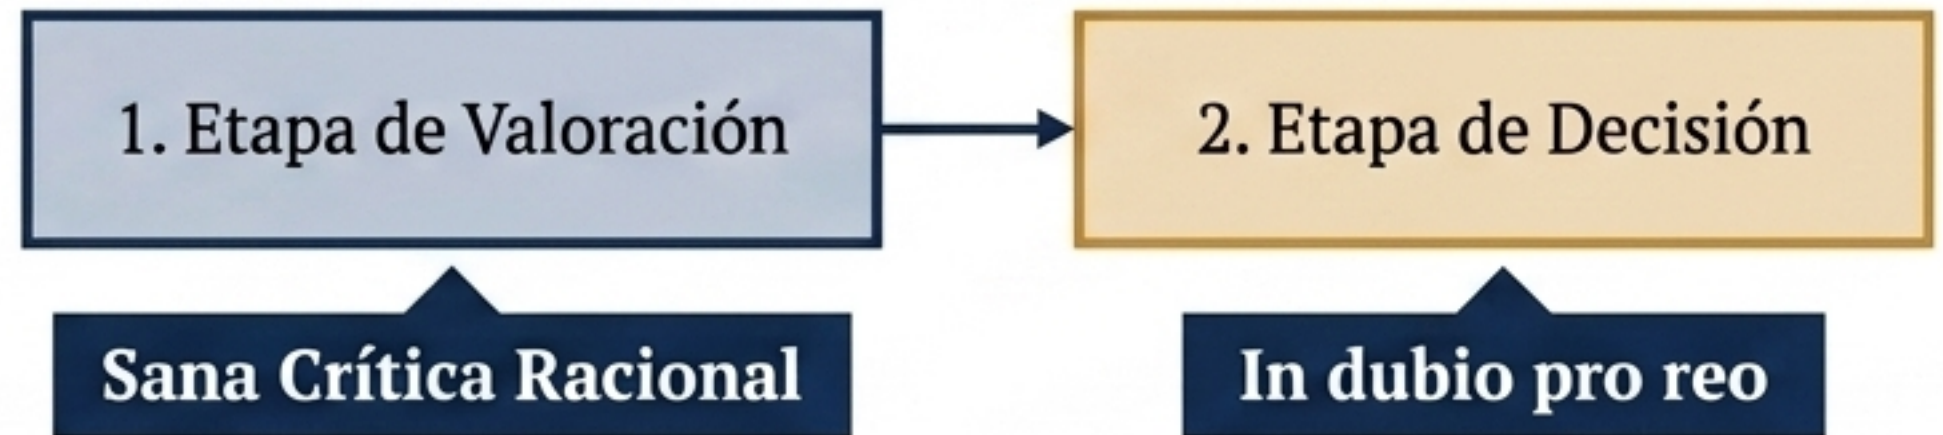 1. Etapa de Valoración
2. Etapa de Decisión
Sana Crítica Racional
In dubio pro reo